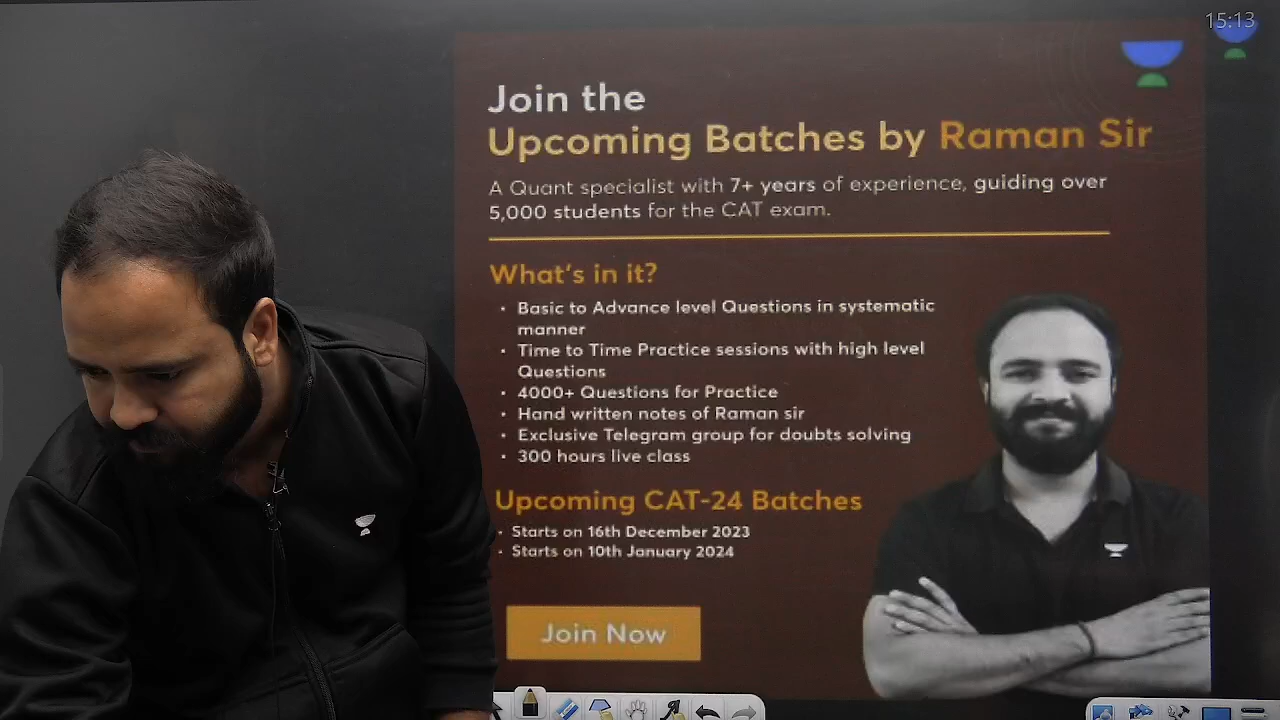 15:13
Join the
Upcoming Batches by Raman Sir
A Quant specialist with 7+ years of experience, guiding over
5,000 students for the CAT exam.
What's in it?
• Basic to Advance level Questions in systematic
manner
• Time to Time Practice sessions with high level
Questions
• 4000+ Questions for Practice
• Hand written notes of Raman sir
• Exclusive Telegram group for doubts solving
• 300 hours live class
Upcoming CAT-24 Batches
• Starts on 16th December 2023
• Starts on 10th January 2024
Join Now